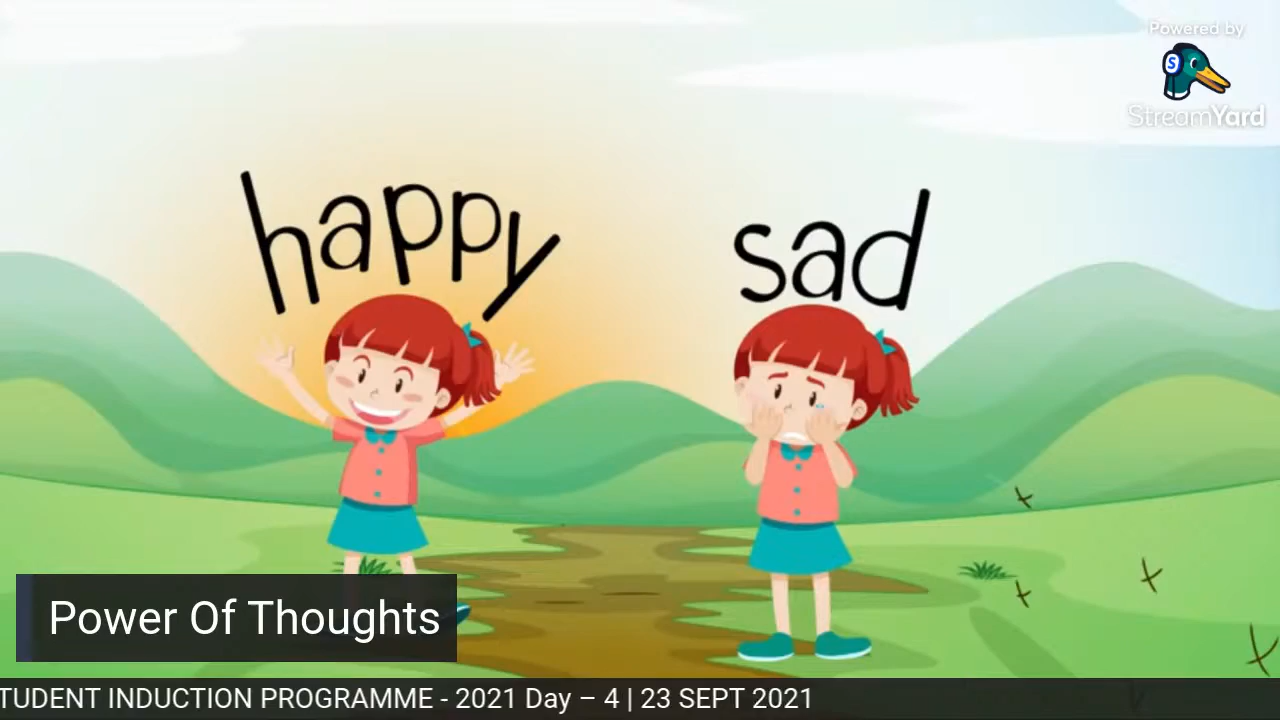 Powered by
S
StreamYard
happy
sad
Power Of Thoughts
TUDENT INDUCTION PROGRAMME - 2021 Day – 4 | 23 SEPT 2021